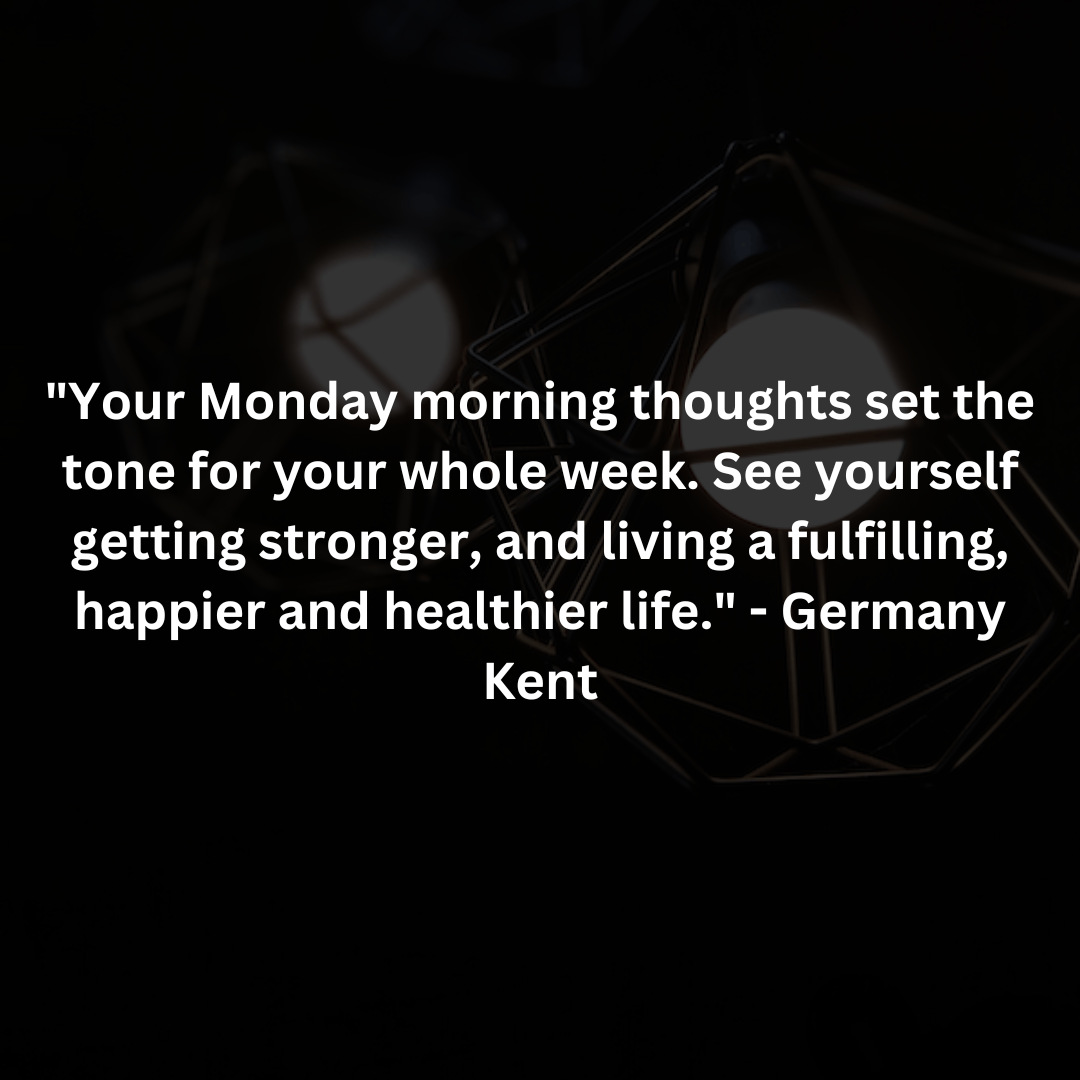 "Your Monday morning thoughts set the
tone for your whole week. See yourself
getting stronger, and living a fulfilling,
happier and healthier life." - Germany
Kent